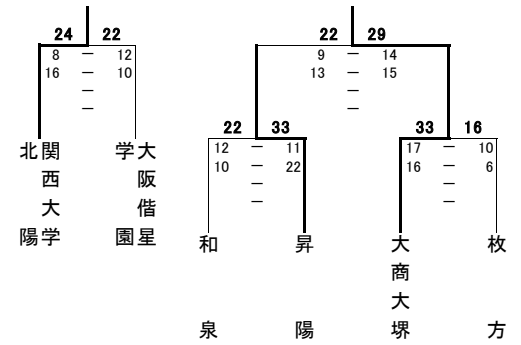 24 22
8 － 12
16 － 10
－
－
22 29
9 － 14
13 － 15
－
－
22 33
12 － 11
10 － 22
－
－
33 16
17 － 10
16 － 6
－
－
関西大学
北陽
大阪偕星
学園
和泉
昇陽
大商大堺
枚方